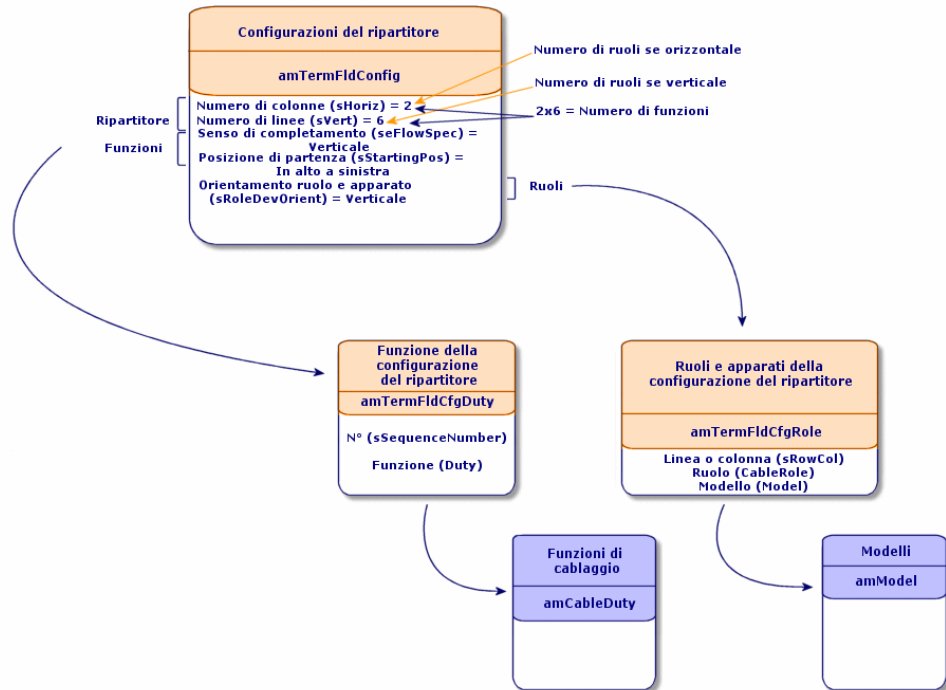 Configurazioni del ripartitore
amTermFldConfig
Numero di colonne (sHoriz) = 2
Numero di linee (sVert) = 6
Senso di completamento (seFlowSpec) =
Verticale
Posizione di partenza (sStartingPos) =
In alto a sinistra
Orientamento ruolo e apparato
(sRoleDevOrient) = Verticale
Numero di ruoli se orizzontale
Numero di ruoli se verticale
2x6 = Numero di funzioni
Ripartitore
Funzioni
Ruoli
Funzione della
configurazione
del ripartitore
amTermFldCfgDuty
N° (sSequenceNumber)
Funzione (Duty)
Ruoli e apparati della
configurazione del ripartitore
amTermFldCfgRole
Linea o colonna (sRowCol)
Ruolo (CableRole)
Modello (Model)
Funzioni di
cablaggio
amCableDuty
Modelli
amModel